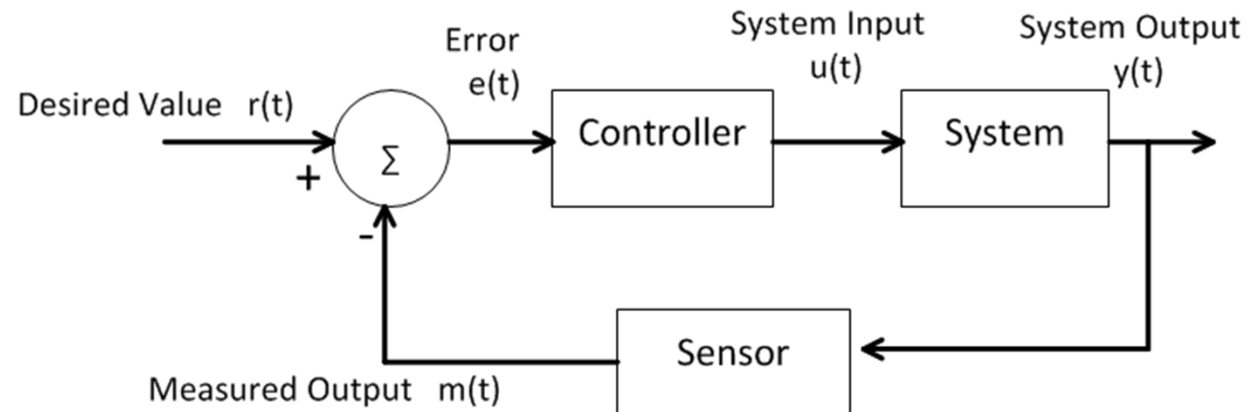 Error
e(t)
System Input
u(t)
System Output
y(t)
Desired Value r(t)
+
Σ
Controller
System
-
Sensor
Measured Output m(t)